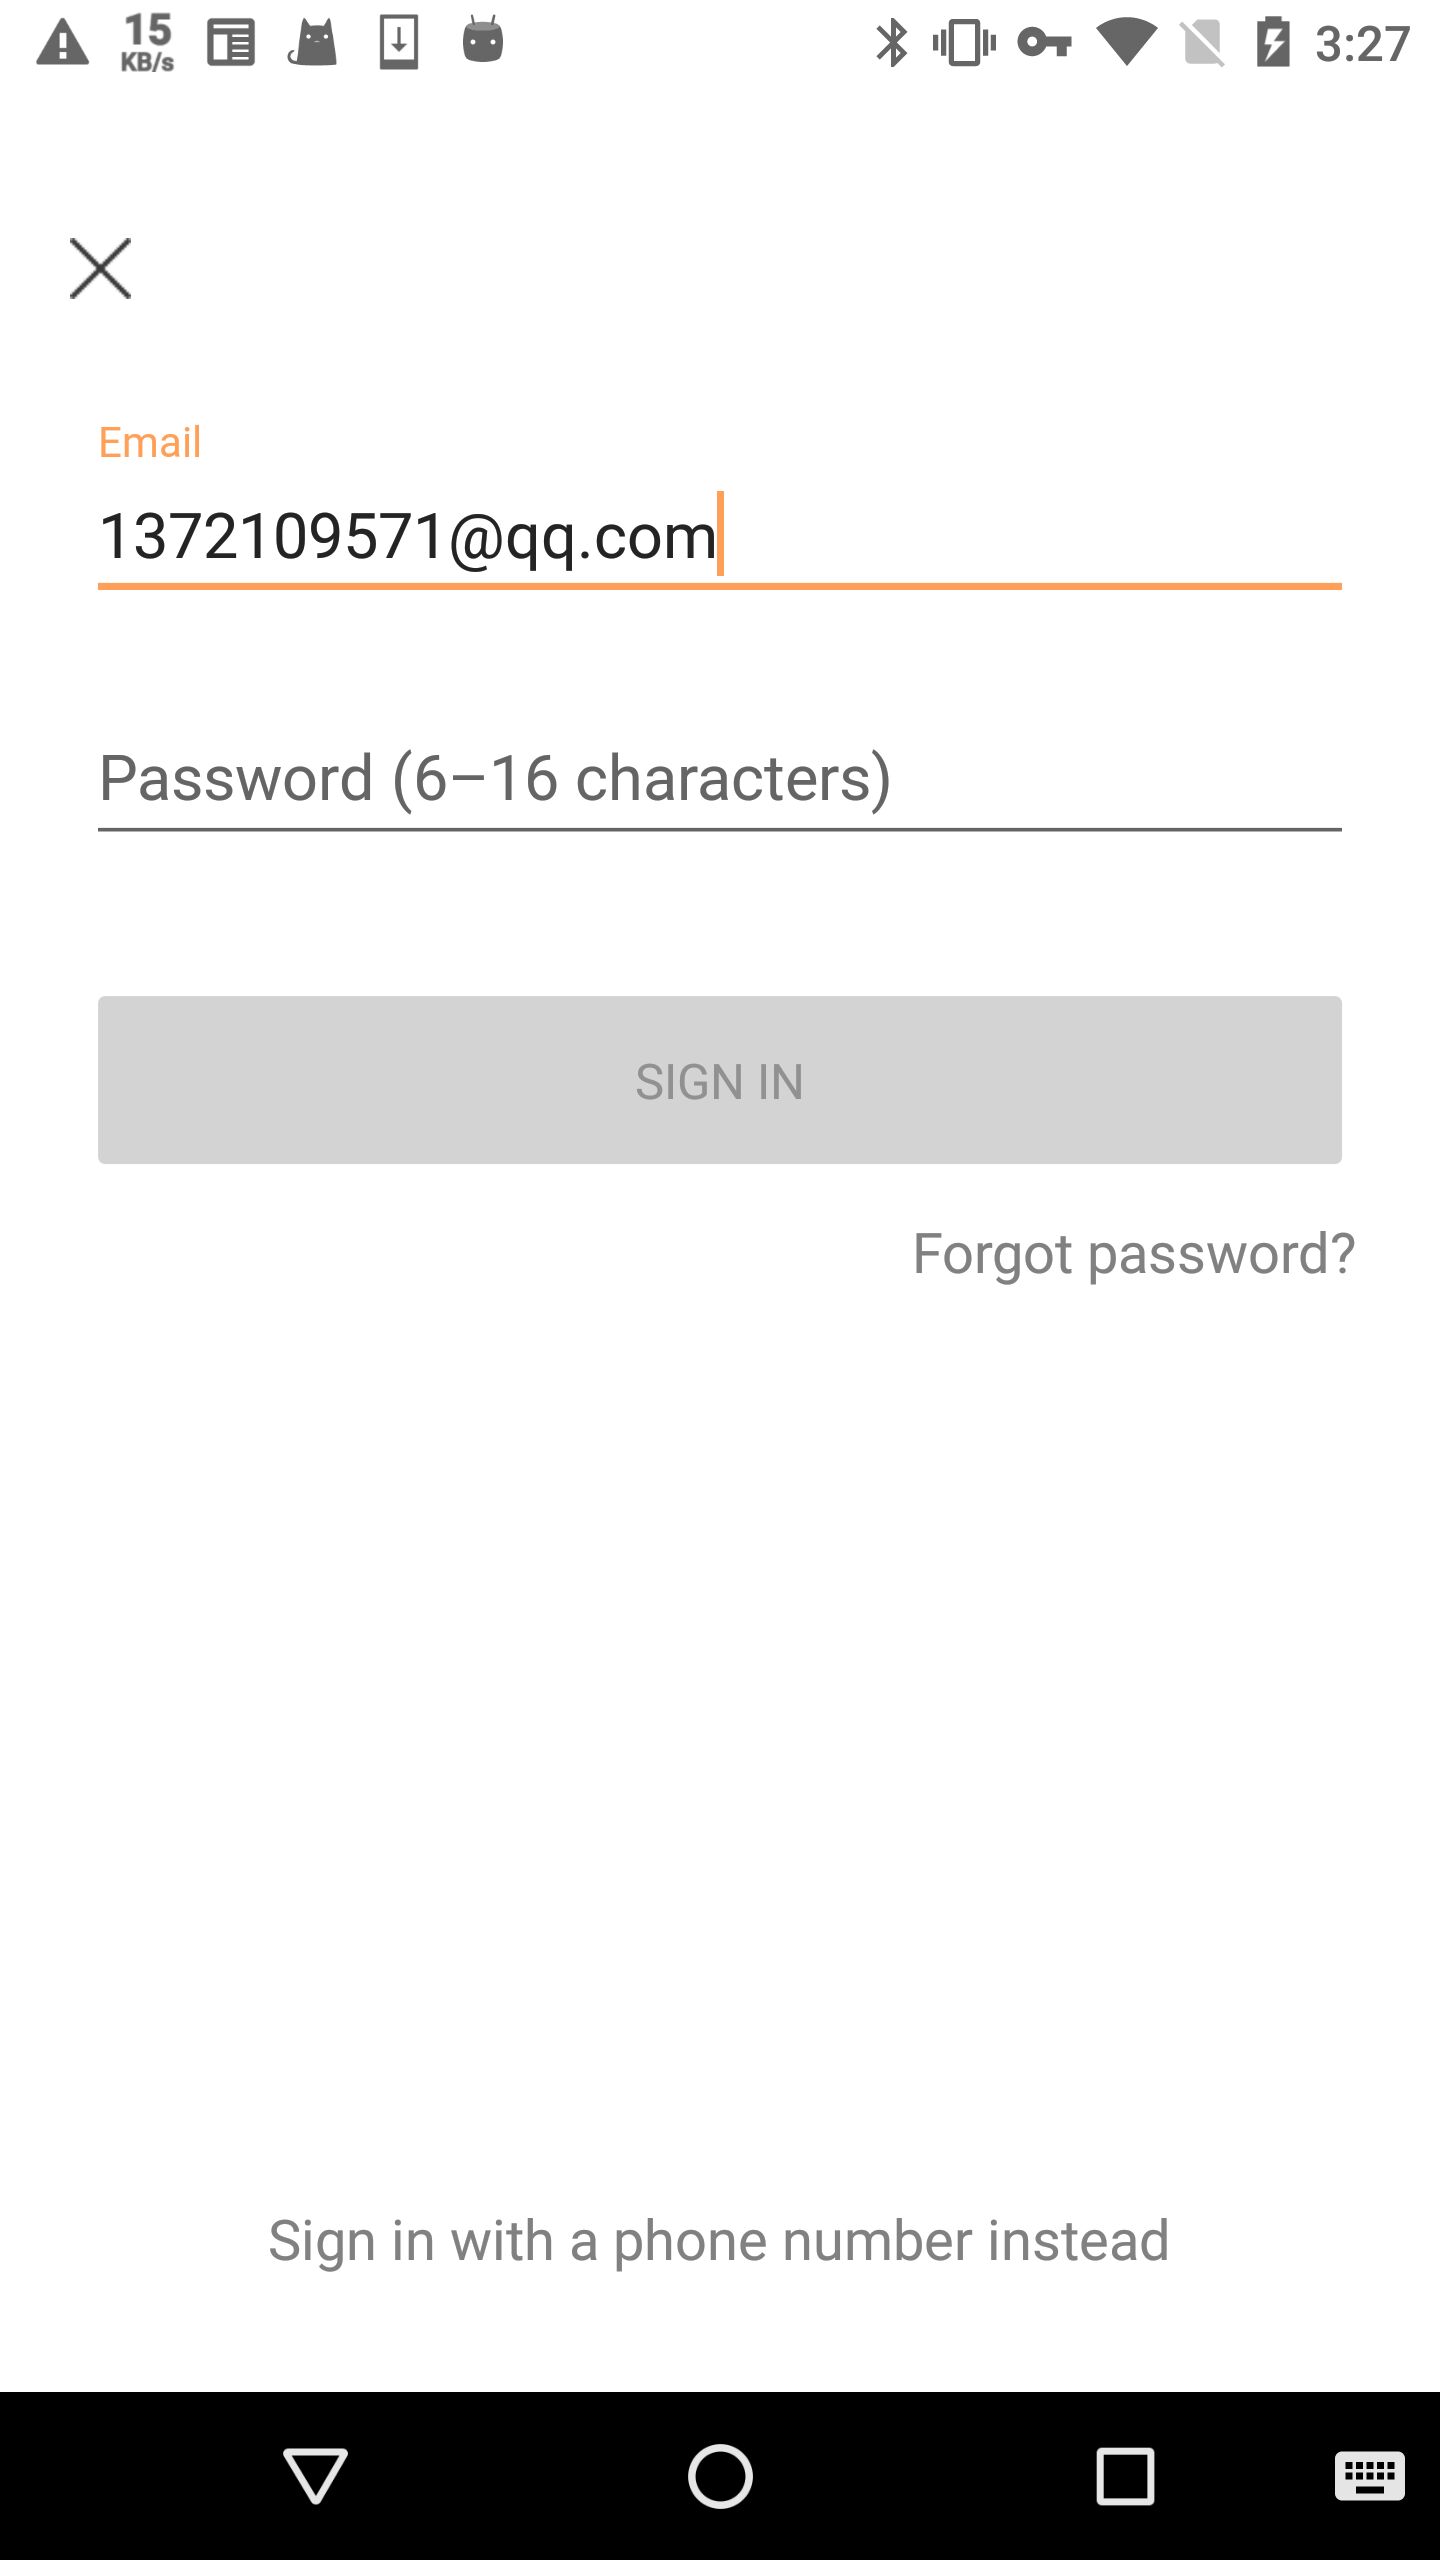 15
KB/s
3:27
Email
1372109571@qq.com
Password (6–16 characters)
SIGN IN
Forgot password?
Sign in with a phone number instead